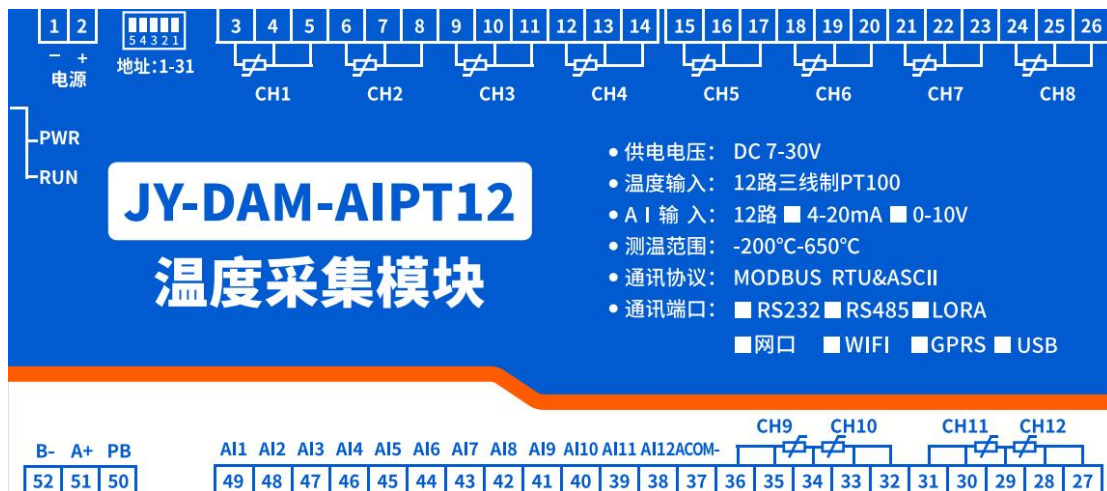 1 2
5 4 3 2 1
3 4 5 6 7 8 9 10 11 12 13 14 15 16 17 18 19 20 21 22 23 24 25 26
- +
电源
地址:1-31
CH1 CH2 CH3 CH4 CH5 CH6 CH7 CH8
PWR
RUN
JY-DAM-AIPT12
温度采集模块
● 供电电压： DC 7-30V
● 温度输入： 12路三线制PT100
● A I 输 入： 12路 ■ 4-20mA ■ 0-10V
● 测温范围： -200℃-650℃
● 通讯协议： MODBUS RTU&ASCII
● 通讯端口： ■ RS232 ■ RS485 ■ LORA
■ 网口 ■ WIFI ■ GPRS ■ USB
CH9 CH10 CH11 CH12
B- A+ PB AI1 AI2 AI3 AI4 AI5 AI6 AI7 AI8 AI9 AI10 AI11 AI12 ACOM-
52 51 50 49 48 47 46 45 44 43 42 41 40 39 38 37 36 35 34 33 32 31 30 29 28 27